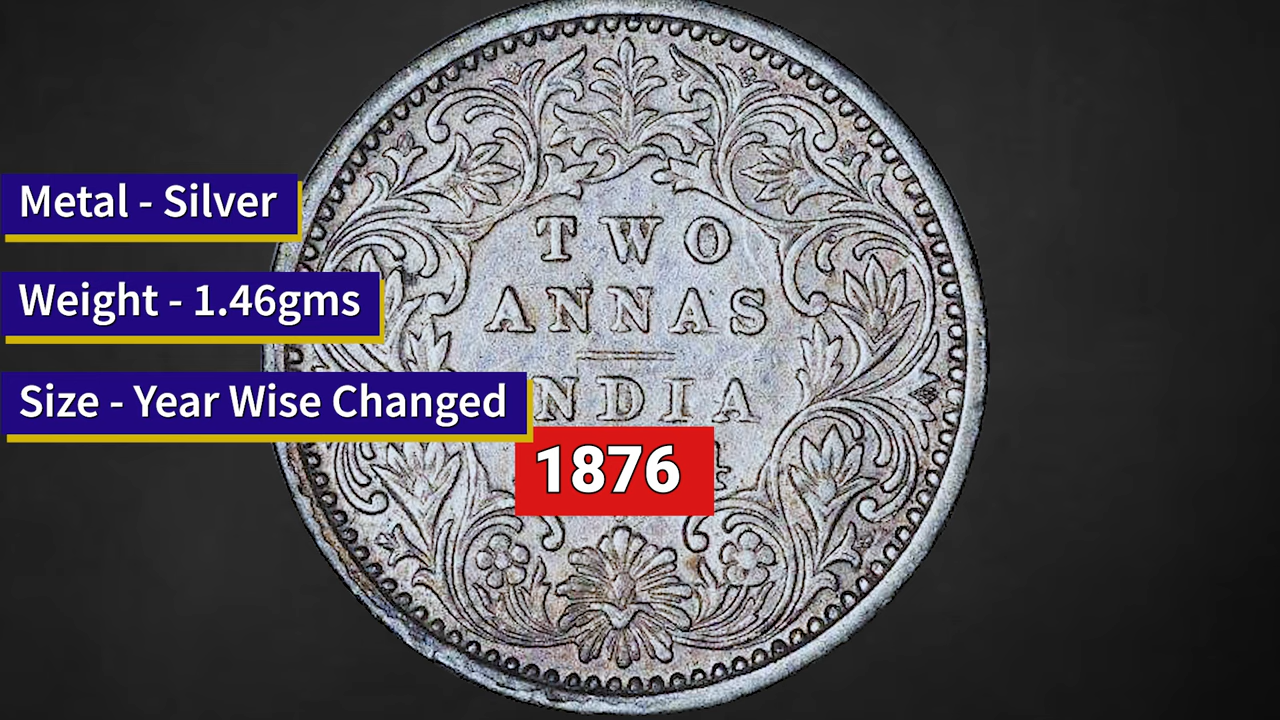 Metal - Silver
Weight - 1.46gms
Size - Year Wise Changed
TWO
ANNAS
NDIA
1876